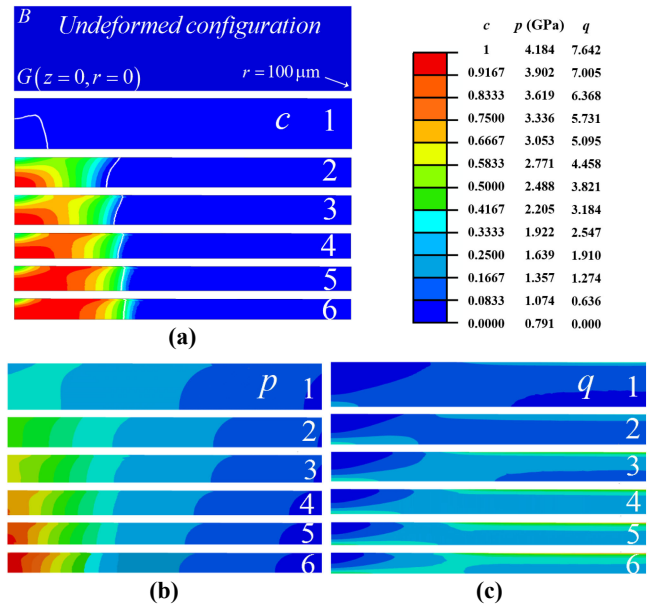 B
Undeformed configuration
G(z=0,r=0)
r=100 μm
c 1
2
3
4
5
6
(a)
c p (GPa) q
1 4.184 7.642
0.9167 3.902 7.005
0.8333 3.619 6.368
0.7500 3.336 5.731
0.6667 3.053 5.095
0.5833 2.771 4.458
0.5000 2.488 3.821
0.4167 2.205 3.184
0.3333 1.922 2.547
0.2500 1.639 1.910
0.1667 1.357 1.274
0.0833 1.074 0.636
0.0000 0.791 0.000
p 1
2
3
4
5
6
(b)
q 1
2
3
4
5
6
(c)